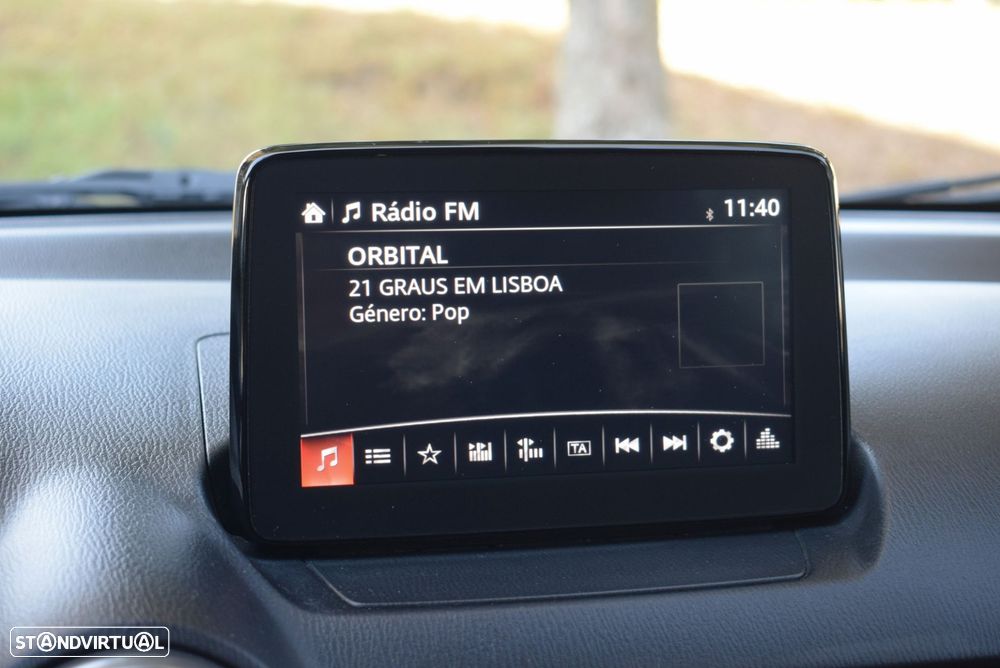 Rádio FM
11:40
ORBITAL
21 GRAUS EM LISBOA
Género: Pop
TA
STANDVIRTUAL